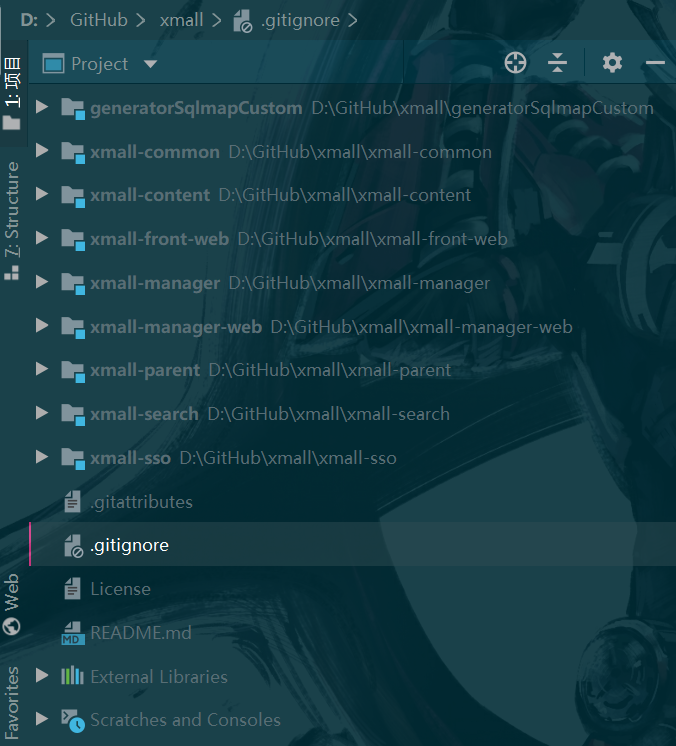 D: > GitHub > xmall > .gitignore >
1: 项目
Project
generatorSqlmapCustom D:\GitHub\xmall\generatorSqlmapCustom
xmall-common D:\GitHub\xmall\xmall-common
Z: Structure
xmall-content D:\GitHub\xmall\xmall-content
xmall-front-web D:\GitHub\xmall\xmall-front-web
xmall-manager D:\GitHub\xmall\xmall-manager
xmall-manager-web D:\GitHub\xmall\xmall-manager-web
xmall-parent D:\GitHub\xmall\xmall-parent
xmall-search D:\GitHub\xmall\xmall-search
xmall-sso D:\GitHub\xmall\xmall-sso
.gitattributes
.gitignore
License
Web
MD README.md
External Libraries
Favorites
Scratches and Consoles